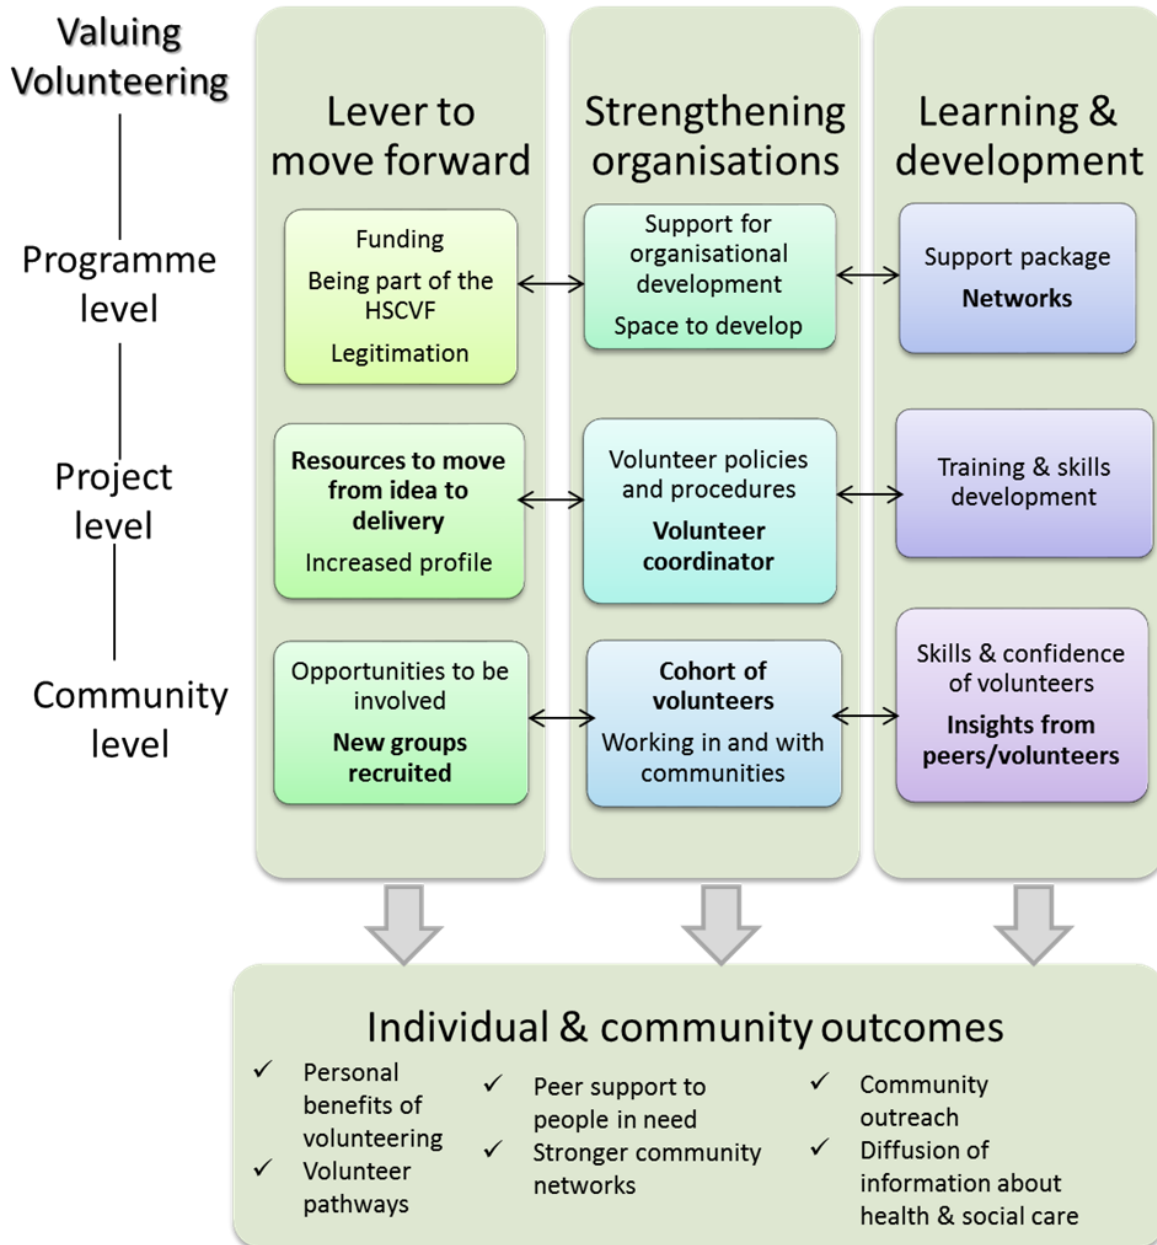 Valuing
Volunteering
Programme
level
Project
level
Community
level
Lever to
move forward
Funding
Being part of the
HSCVF
Legitimation
Resources to move
from idea to
delivery
Increased profile
Opportunities to be
involved
New groups
recruited
Strengthening
organisations
Support for
organisational
development
Space to develop
Volunteer policies
and procedures
Volunteer
coordinator
Cohort of
volunteers
Working in and with
communities
Learning &
development
Support package
Networks
Training & skills
development
Skills & confidence
of volunteers
Insights from
peers/volunteers
Individual & community outcomes
✓ Personal
benefits of
volunteering
✓ Volunteer
pathways
✓ Peer support to
people in need
✓ Stronger community
networks
✓ Community
outreach
✓ Diffusion of
information about
health & social care